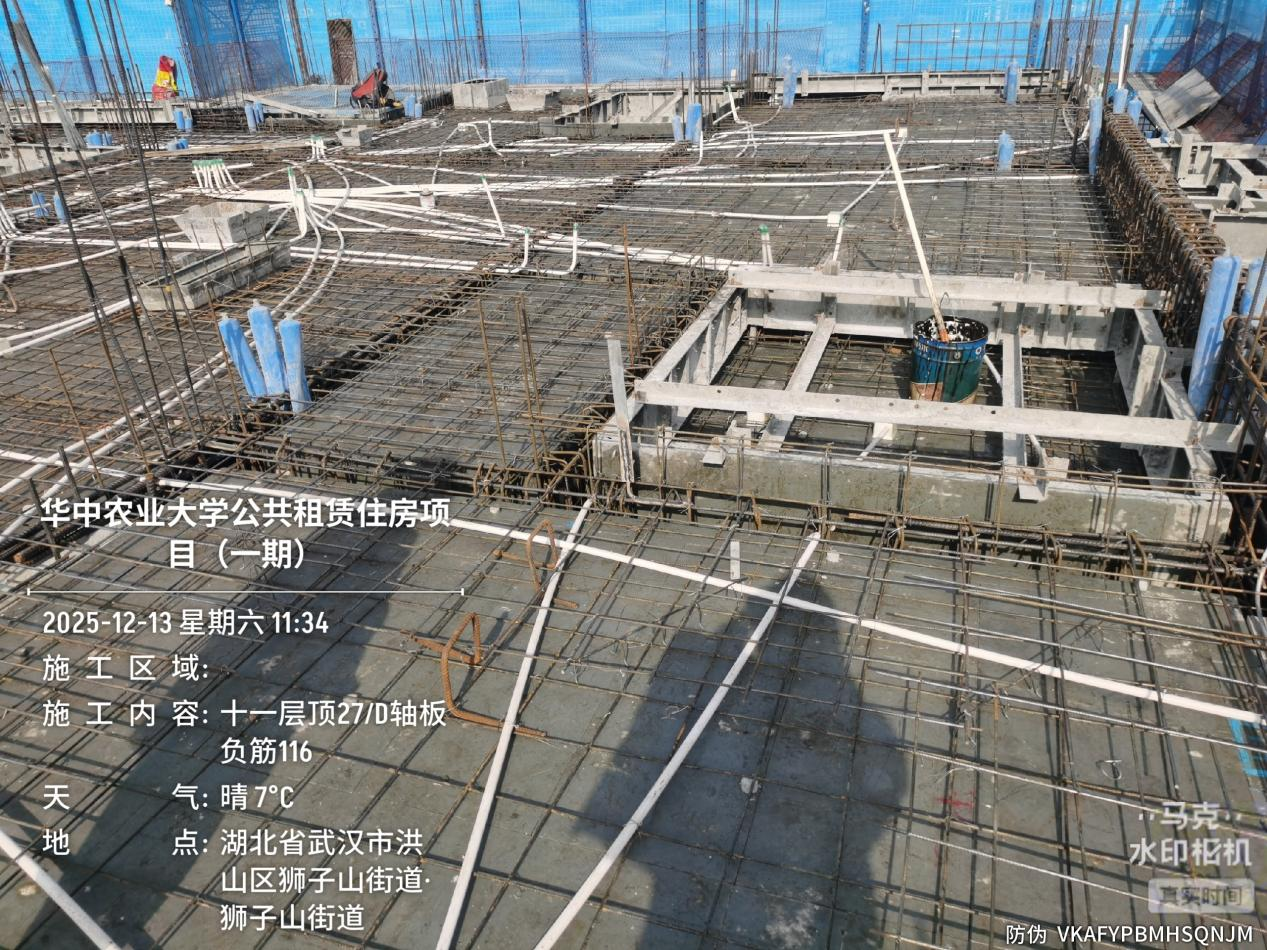 华中农业大学公共租赁住房项
目（一期）
2025-12-13 星期六 11:34
施工区域:
施工内容: 十一层顶27/D轴板
负筋116
天气: 晴 7℃
地点: 湖北省武汉市洪
山区狮子山街道·
狮子山街道
马克
水印相机
真实时间
防伪 VKAFYPBMHSQNJM